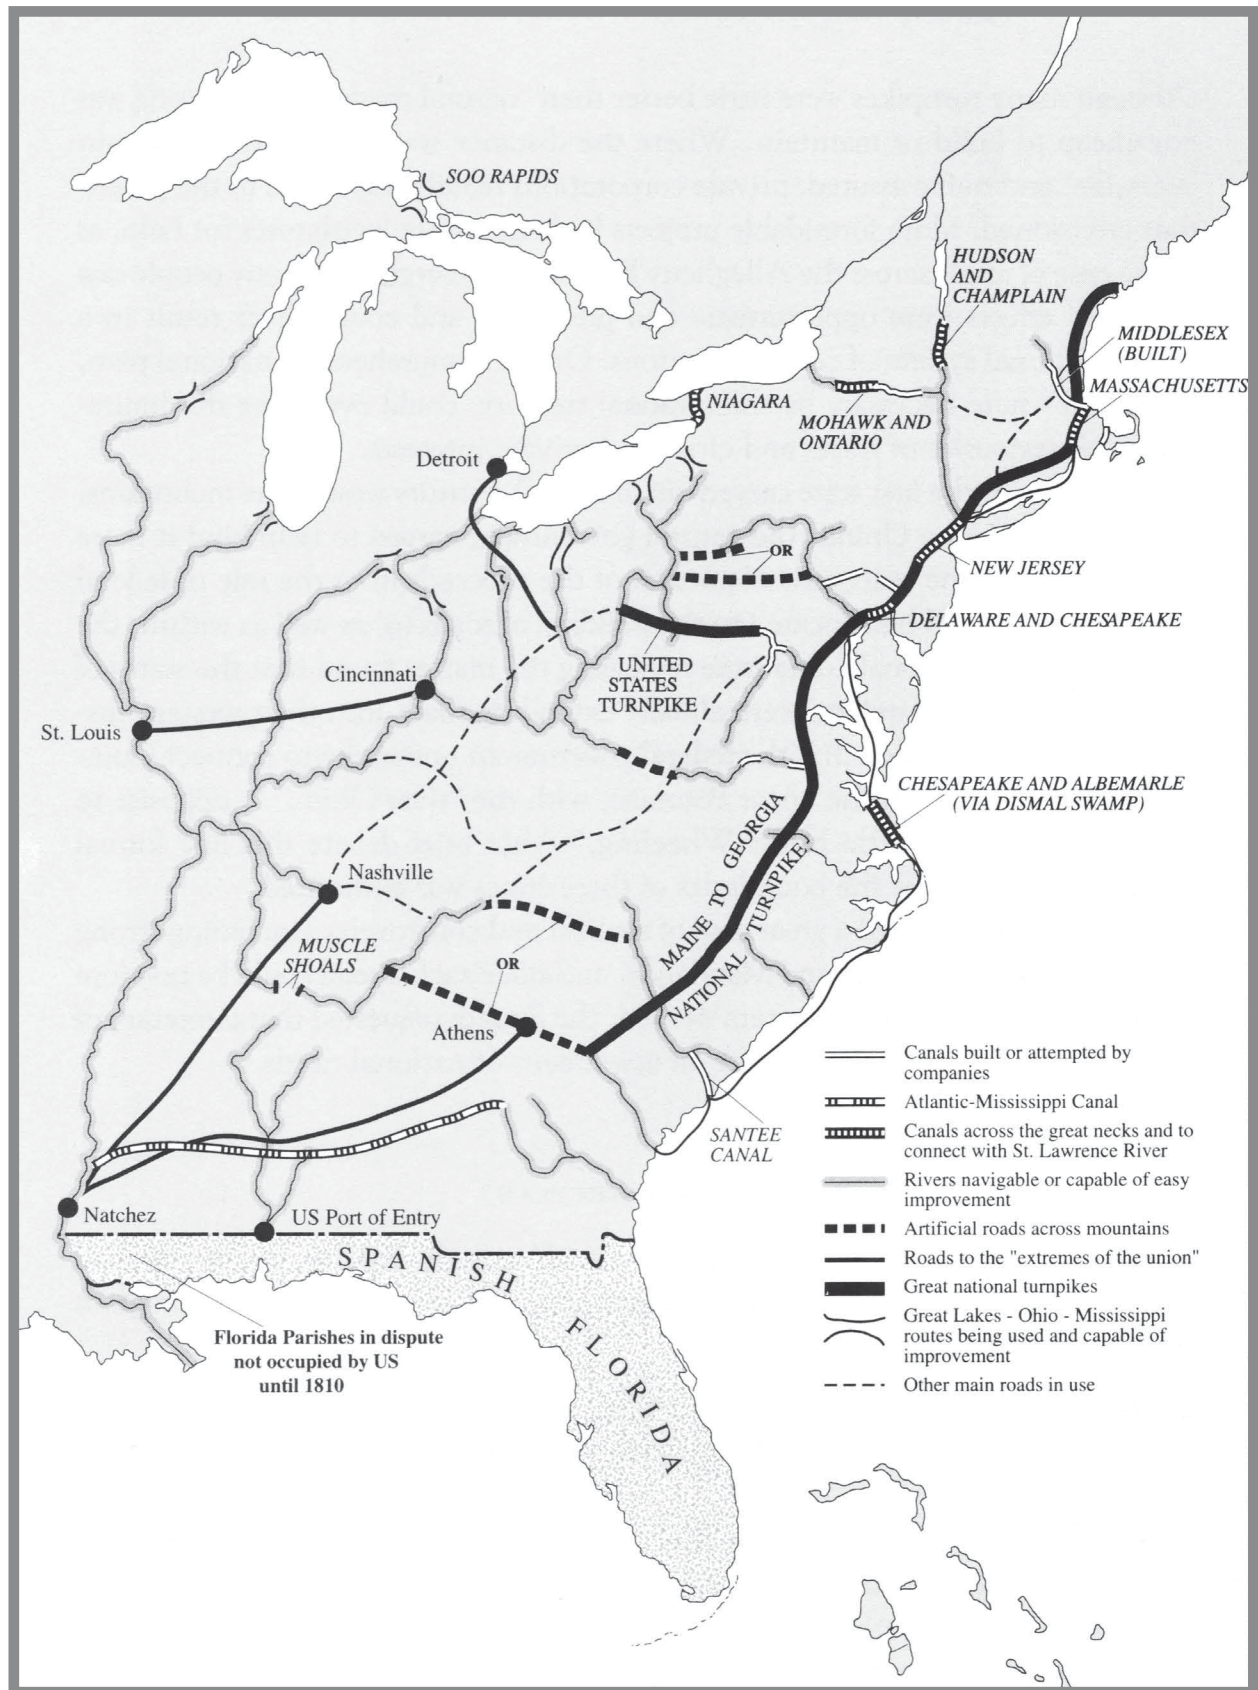 SOO RAPIDS
HUDSON
AND
CHAMPLAIN
MIDDLESEX
(BUILT)
MASSACHUSETTS
NIAGARA
MOHAWK AND
ONTARIO
Detroit
OR
NEW JERSEY
DELAWARE AND CHESAPEAKE
UNITED
STATES
TURNPIKE
Cincinnati
St. Louis
CHESAPEAKE AND ALBEMARLE
(VIA DISMAL SWAMP)
MAINE TO GEORGIA
NATIONAL TURNPIKE
Nashville
MUSCLE
SHOALS
OR
Athens
SANTEE
CANAL
Natchez
US Port of Entry
SPANISH
FLORIDA
Florida Parishes in dispute
not occupied by US
until 1810
Canals built or attempted by
companies
Atlantic-Mississippi Canal
Canals across the great necks and to
connect with St. Lawrence River
Rivers navigable or capable of easy
improvement
Artificial roads across mountains
Roads to the "extremes of the union"
Great national turnpikes
Great Lakes - Ohio - Mississippi
routes being used and capable of
improvement
Other main roads in use